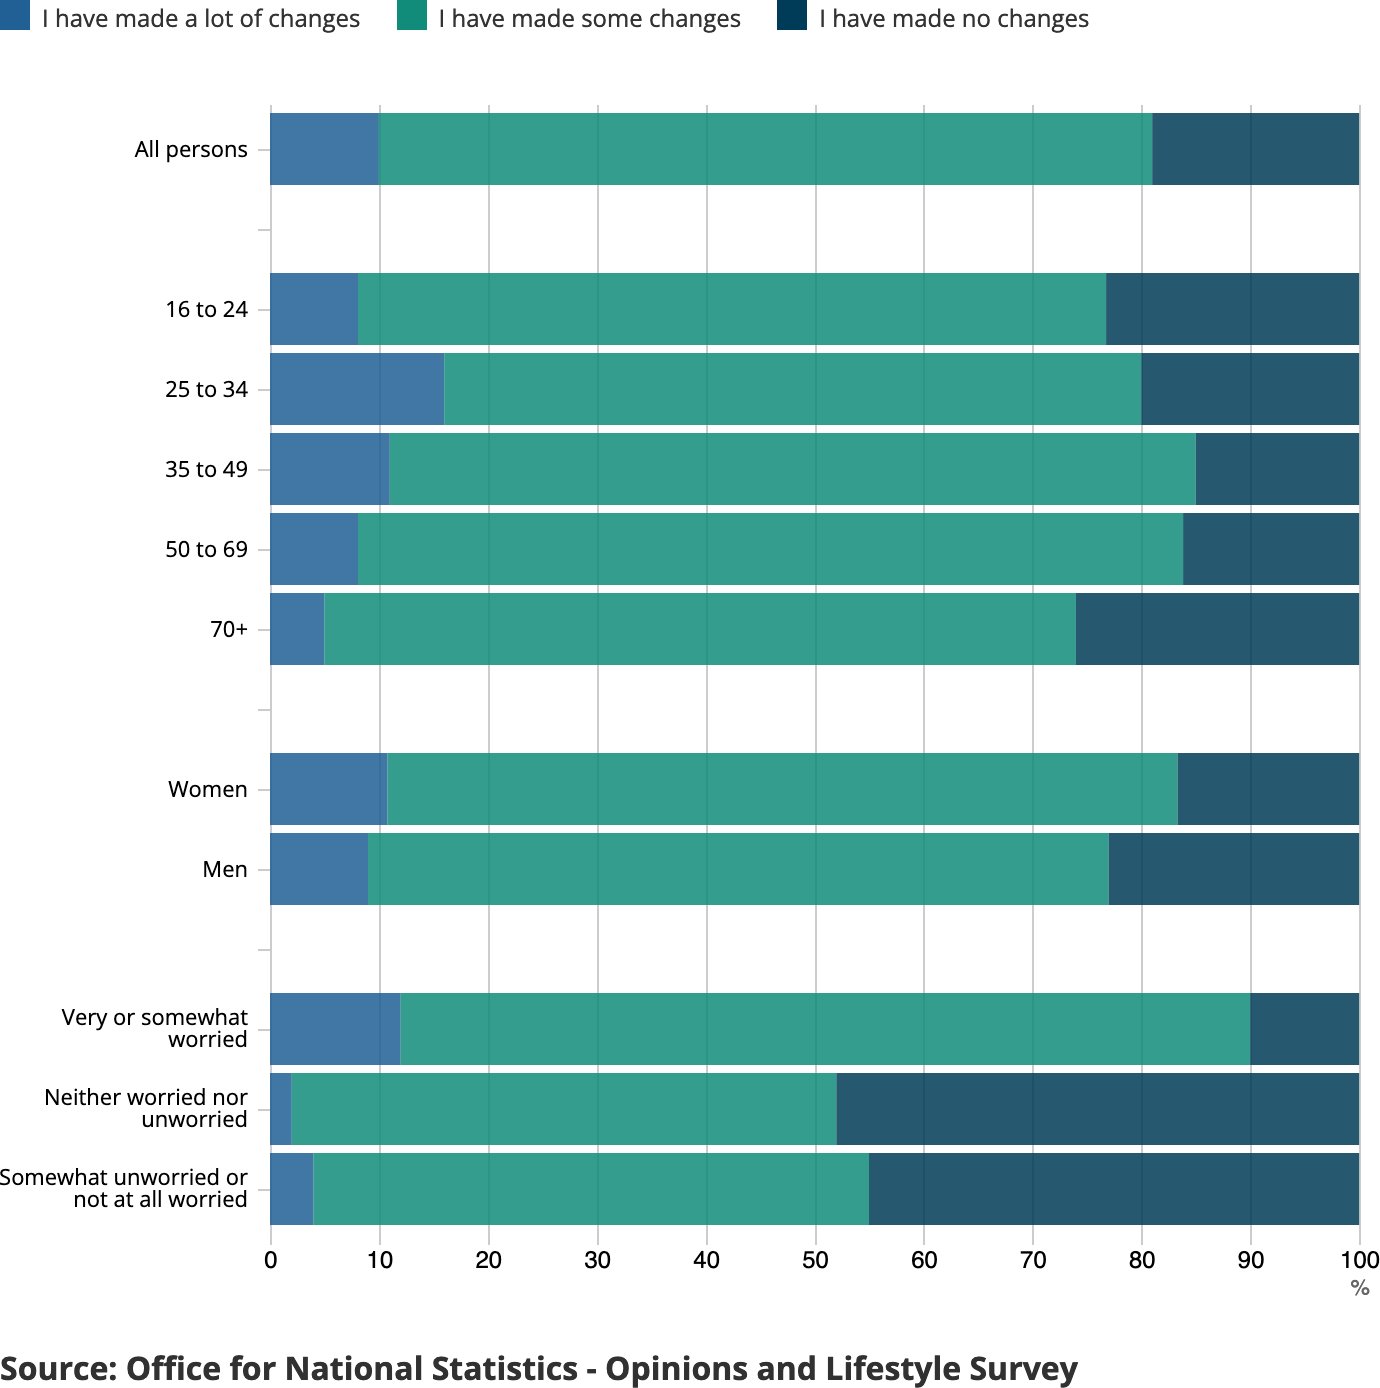 I have made a lot of changes
I have made some changes
I have made no changes
All persons
16 to 24
25 to 34
35 to 49
50 to 69
70+
Women
Men
Very or somewhat
worried
Neither worried nor
unworried
Somewhat unworried or
not at all worried
0 10 20 30 40 50 60 70 80 90 100
%
Source: Office for National Statistics - Opinions and Lifestyle Survey